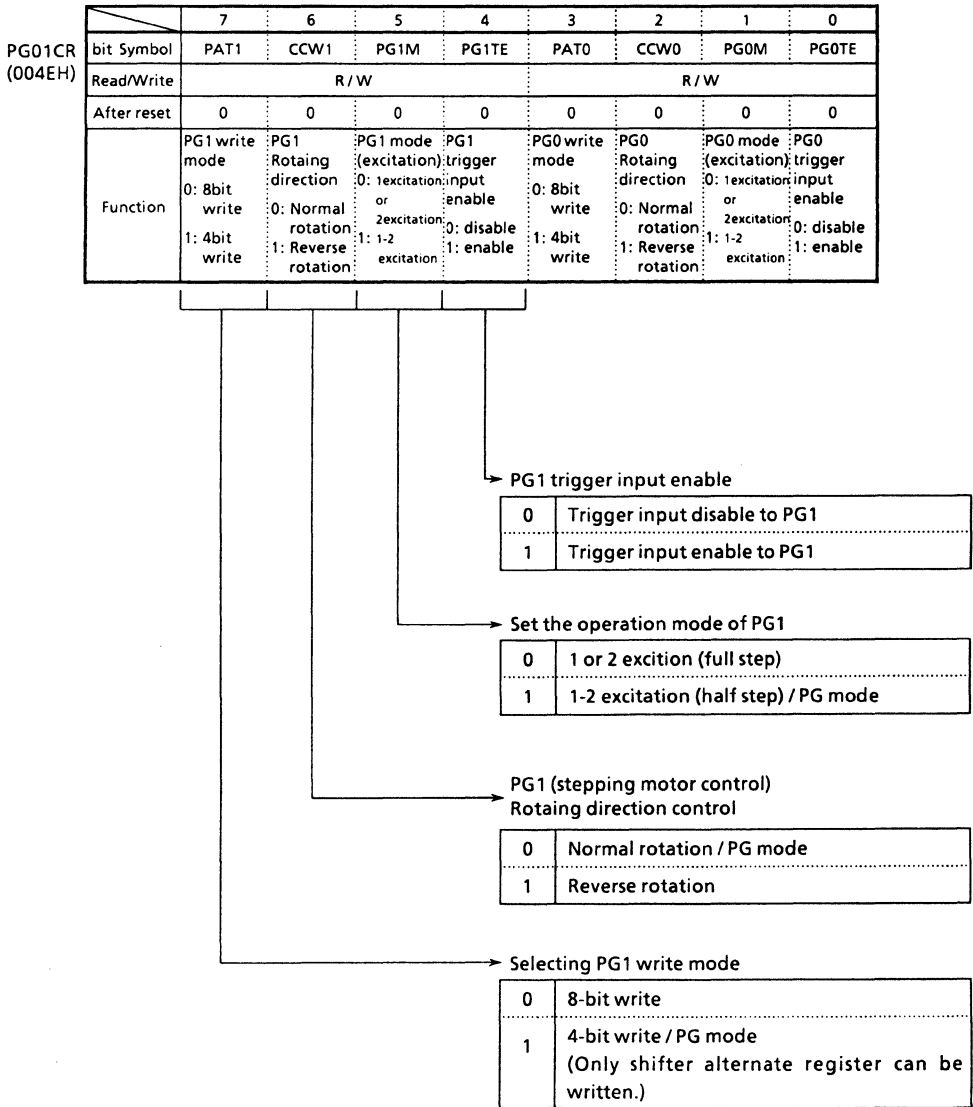 7 6 5 4 3 2 1 0
PG01CR
(004EH)
bit Symbol PAT1 CCW1 PG1M PG1TE PAT0 CCW0 PG0M PG0TE
Read/Write R / W R / W
After reset 0 0 0 0 0 0 0 0
Function
PG1 write
mode
0: 8bit
write
1: 4bit
write
PG1
Rotaing
direction
0: Normal
rotation
1: Reverse
rotation
PG1 mode
(excitation)
0: 1excitation
or
2excitation
1: 1-2
excitation
PG1
trigger
input
enable
0: disable
1: enable
PG0 write
mode
0: 8bit
write
1: 4bit
write
PG0
Rotaing
direction
0: Normal
rotation
1: Reverse
rotation
PG0 mode
(excitation)
0: 1excitation
or
2excitation
1: 1-2
excitation
PG0
trigger
input
enable
0: disable
1: enable
PG1 trigger input enable
0 Trigger input disable to PG1
1 Trigger input enable to PG1
Set the operation mode of PG1
0 1 or 2 excition (full step)
1 1-2 excitation (half step) / PG mode
PG1 (stepping motor control)
Rotaing direction control
0 Normal rotation / PG mode
1 Reverse rotation
Selecting PG1 write mode
0 8-bit write
1 4-bit write / PG mode
(Only shifter alternate register can be
written.)